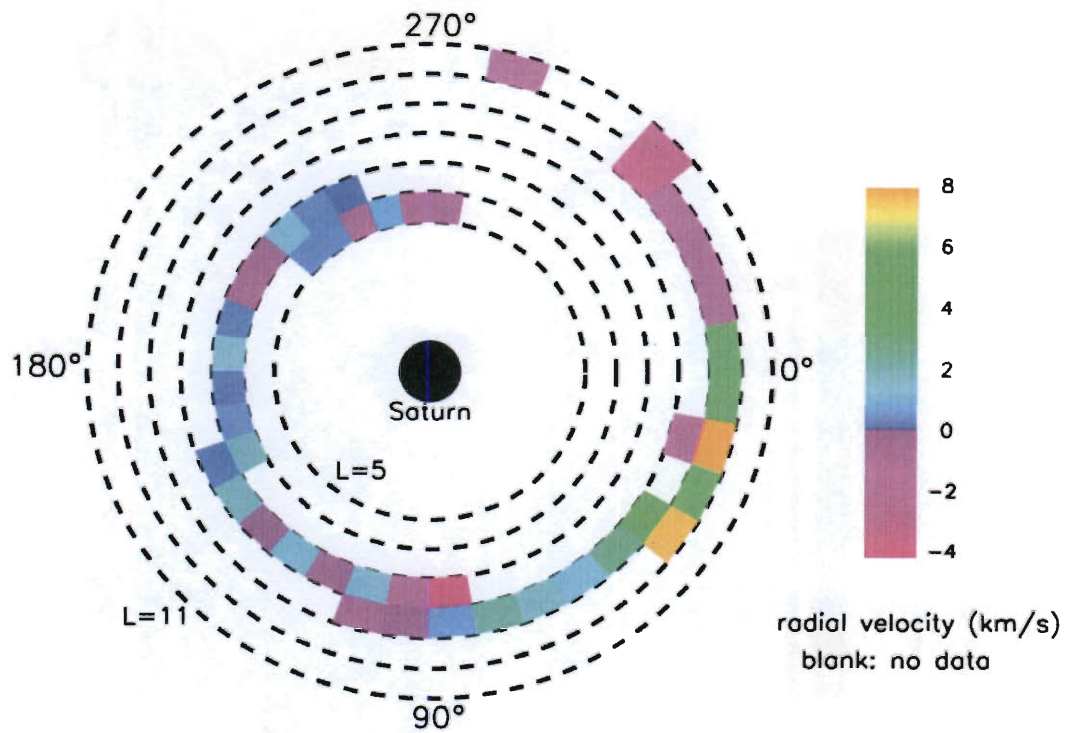 270°
180°
0°
Saturn
L=5
L=11
90°
8
6
4
2
0
-2
-4
radial velocity (km/s)
blank: no data